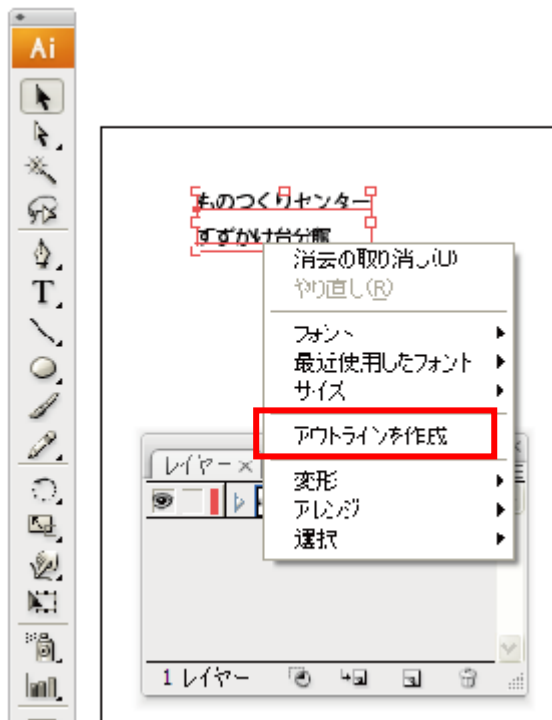 Ai
ものつくりセンター
すずかけ台分館
消去の取り消し(U)
やり直し(R)
フォント
最近使用したフォント
サイズ
アウトラインを作成
変形
アレンジ
選択
レイヤー ×
1 レイヤー